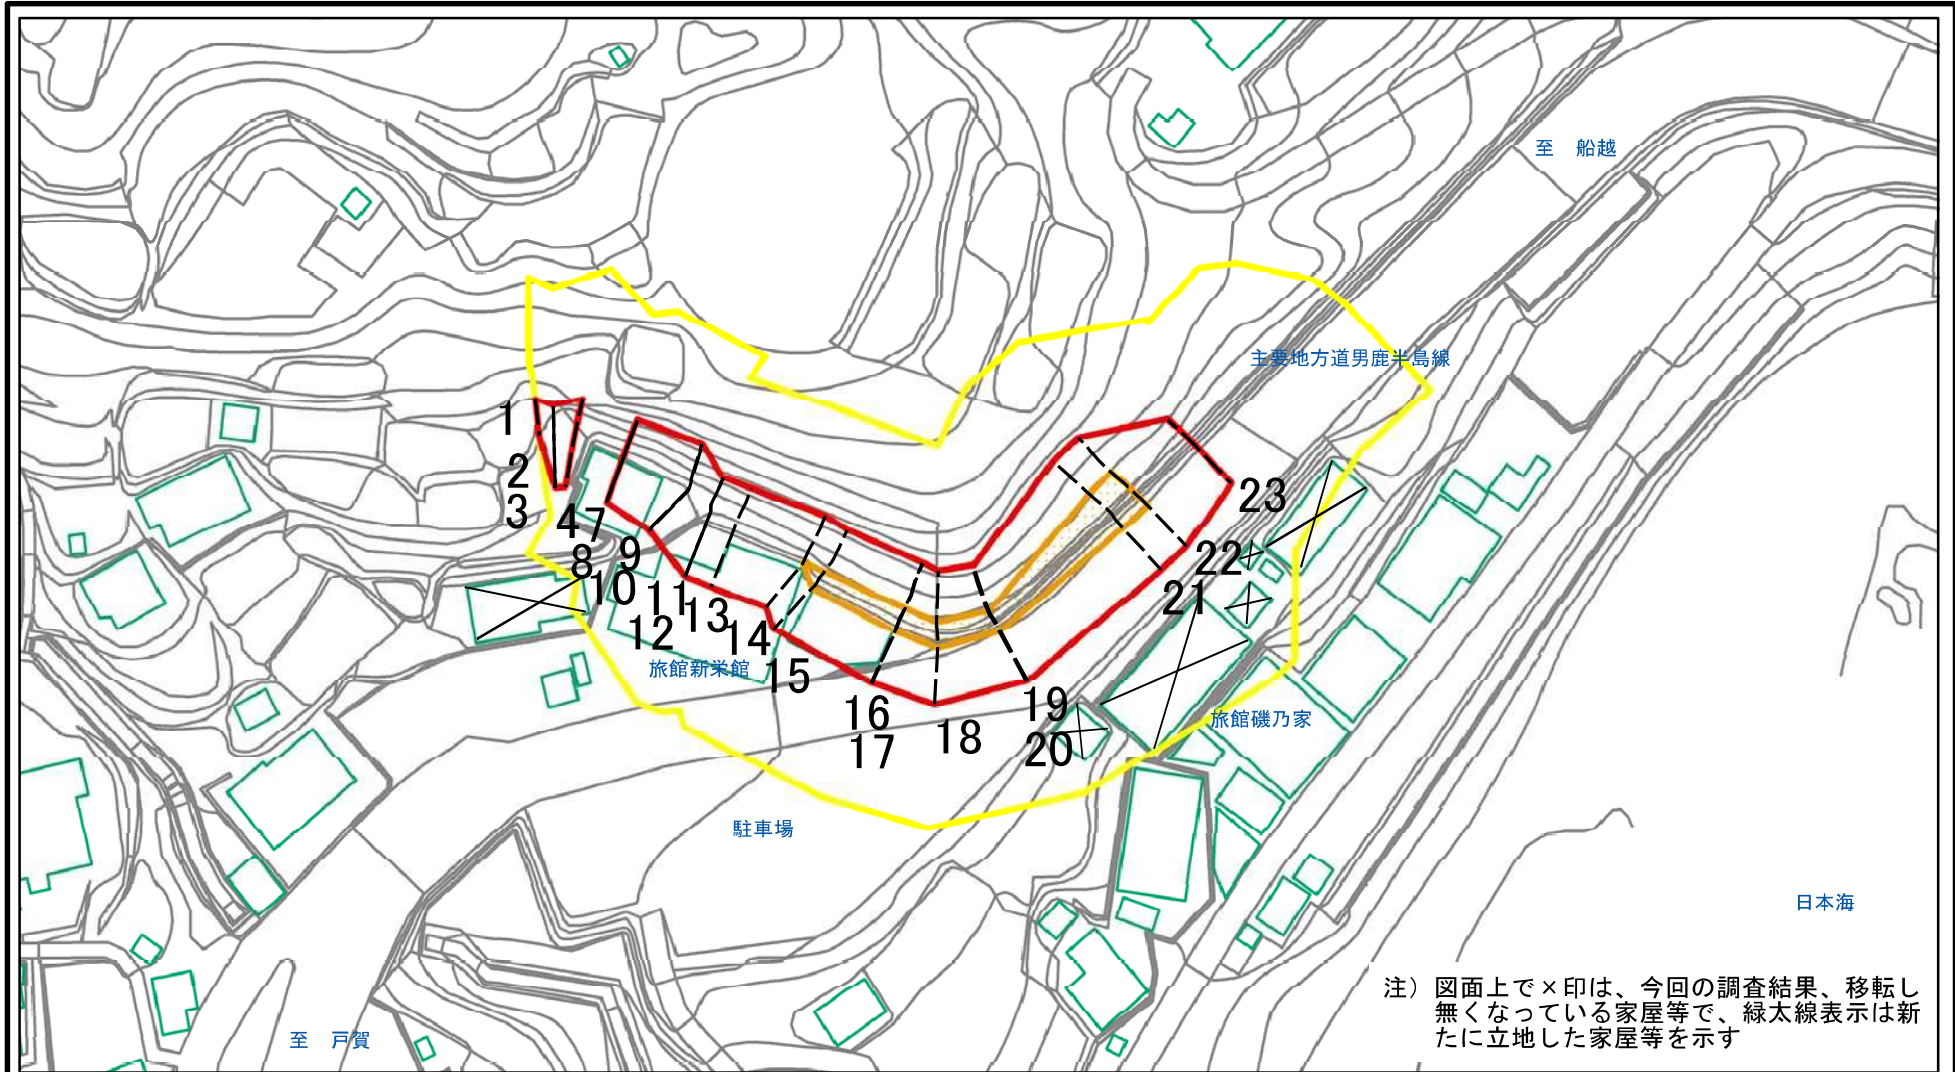 至　船越
主要地方道男鹿半島線
1
2
3
4
7
8
9
10
11
12
13
14
15
16
17
18
19
20
21
22
23
旅館新栄館
旅館磯乃家
駐車場
日本海
至　戸賀
注）図面上で×印は、今回の調査結果、移転し
無くなっている家屋等で、緑太線表示は新
たに立地した家屋等を示す